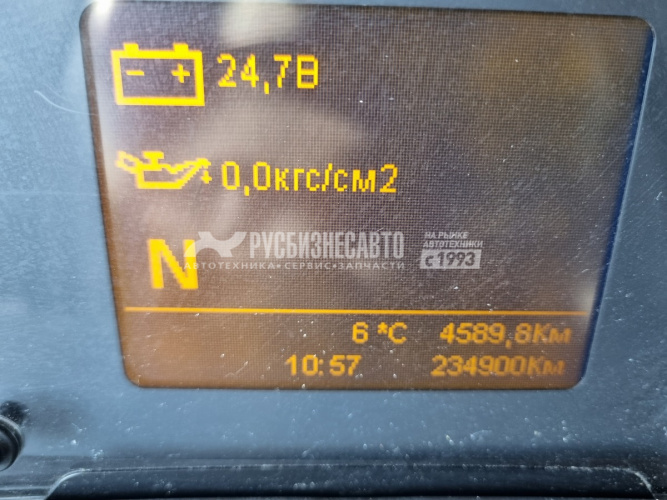 24,7В
0,0кгс/см2
N
РУСБИЗНЕСАВТО
АВТОТЕХНИКА • СЕРВИС • ЗАПЧАСТИ
НА РЫНКЕ
АВТОТЕХНИКИ
с 1993
6 *C 4589,8Км
10:57 234900Км